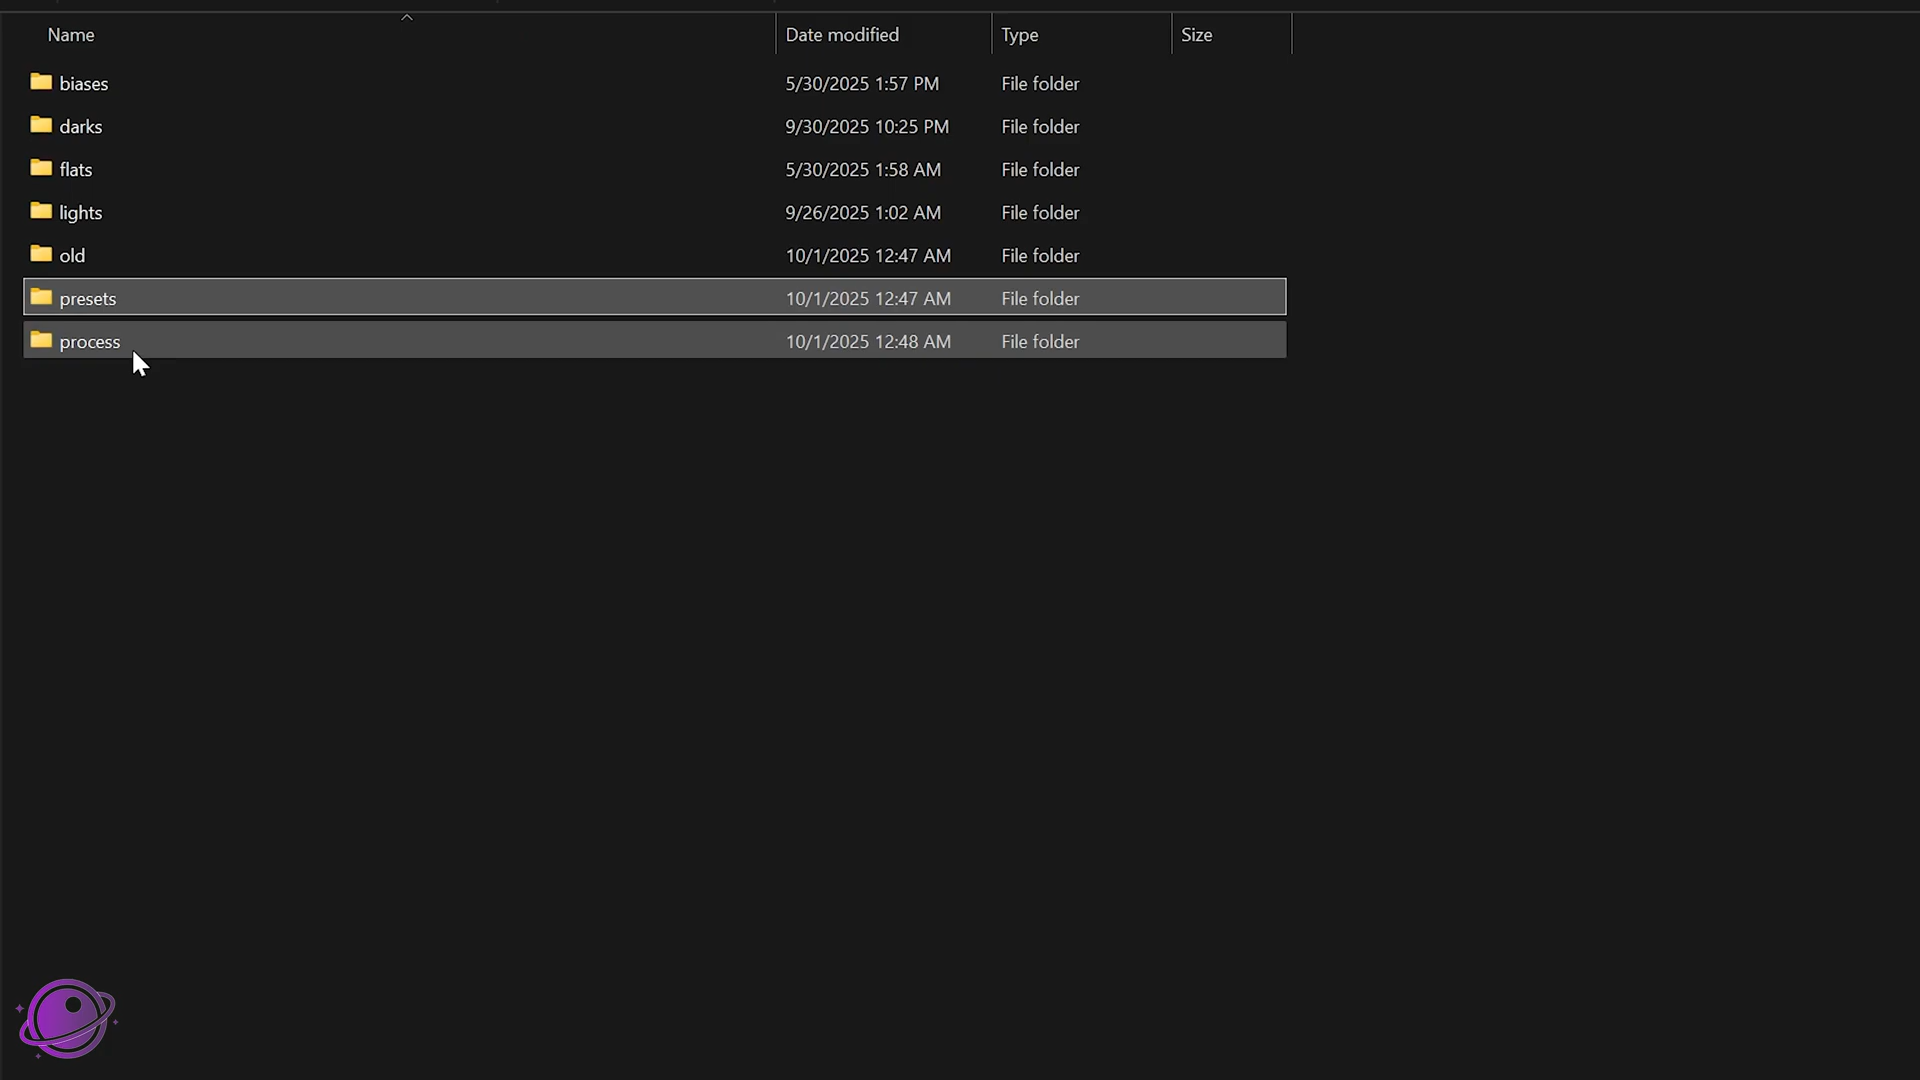 Name Date modified Type Size
biases 5/30/2025 1:57 PM File folder
darks 9/30/2025 10:25 PM File folder
flats 5/30/2025 1:58 AM File folder
lights 9/26/2025 1:02 AM File folder
old 10/1/2025 12:47 AM File folder
presets 10/1/2025 12:47 AM File folder
process 10/1/2025 12:48 AM File folder